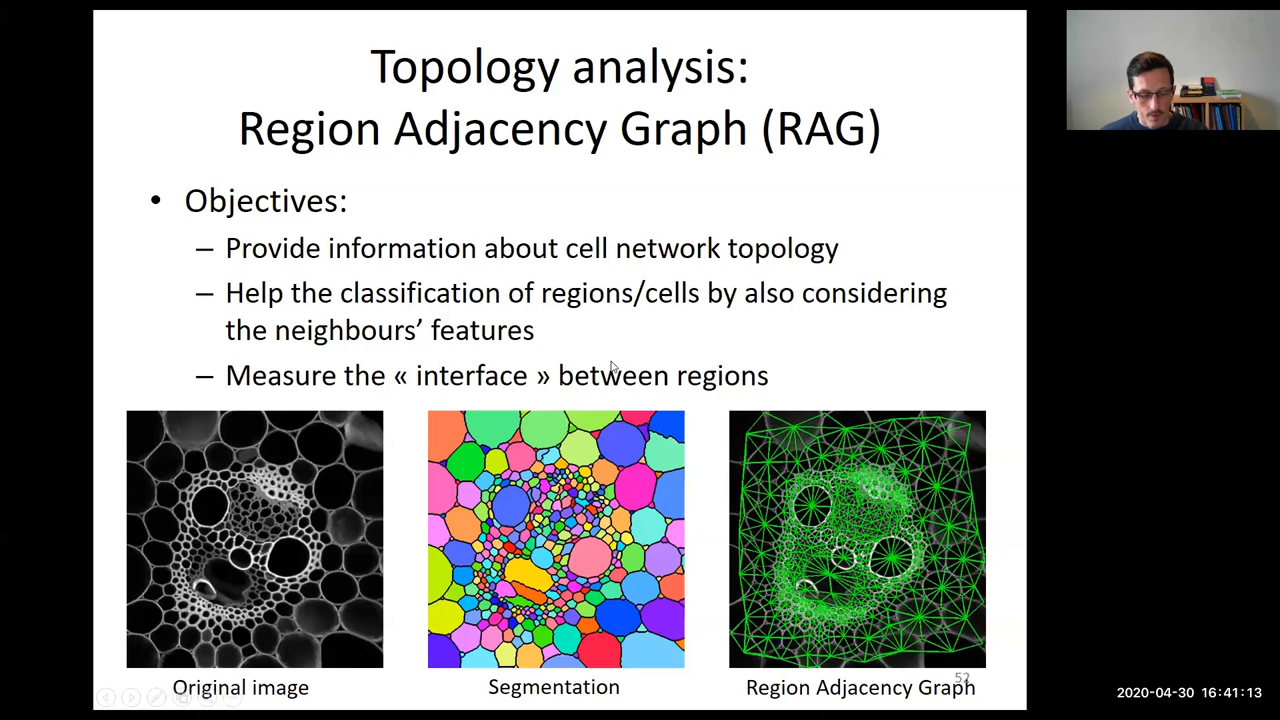 Topology analysis:
Region Adjacency Graph (RAG)
• Objectives:
– Provide information about cell network topology
– Help the classification of regions/cells by also considering
the neighbours’ features
– Measure the « interface » between regions
Original image
Segmentation
Region Adjacency Graph
52
2020-04-30 16:41:13